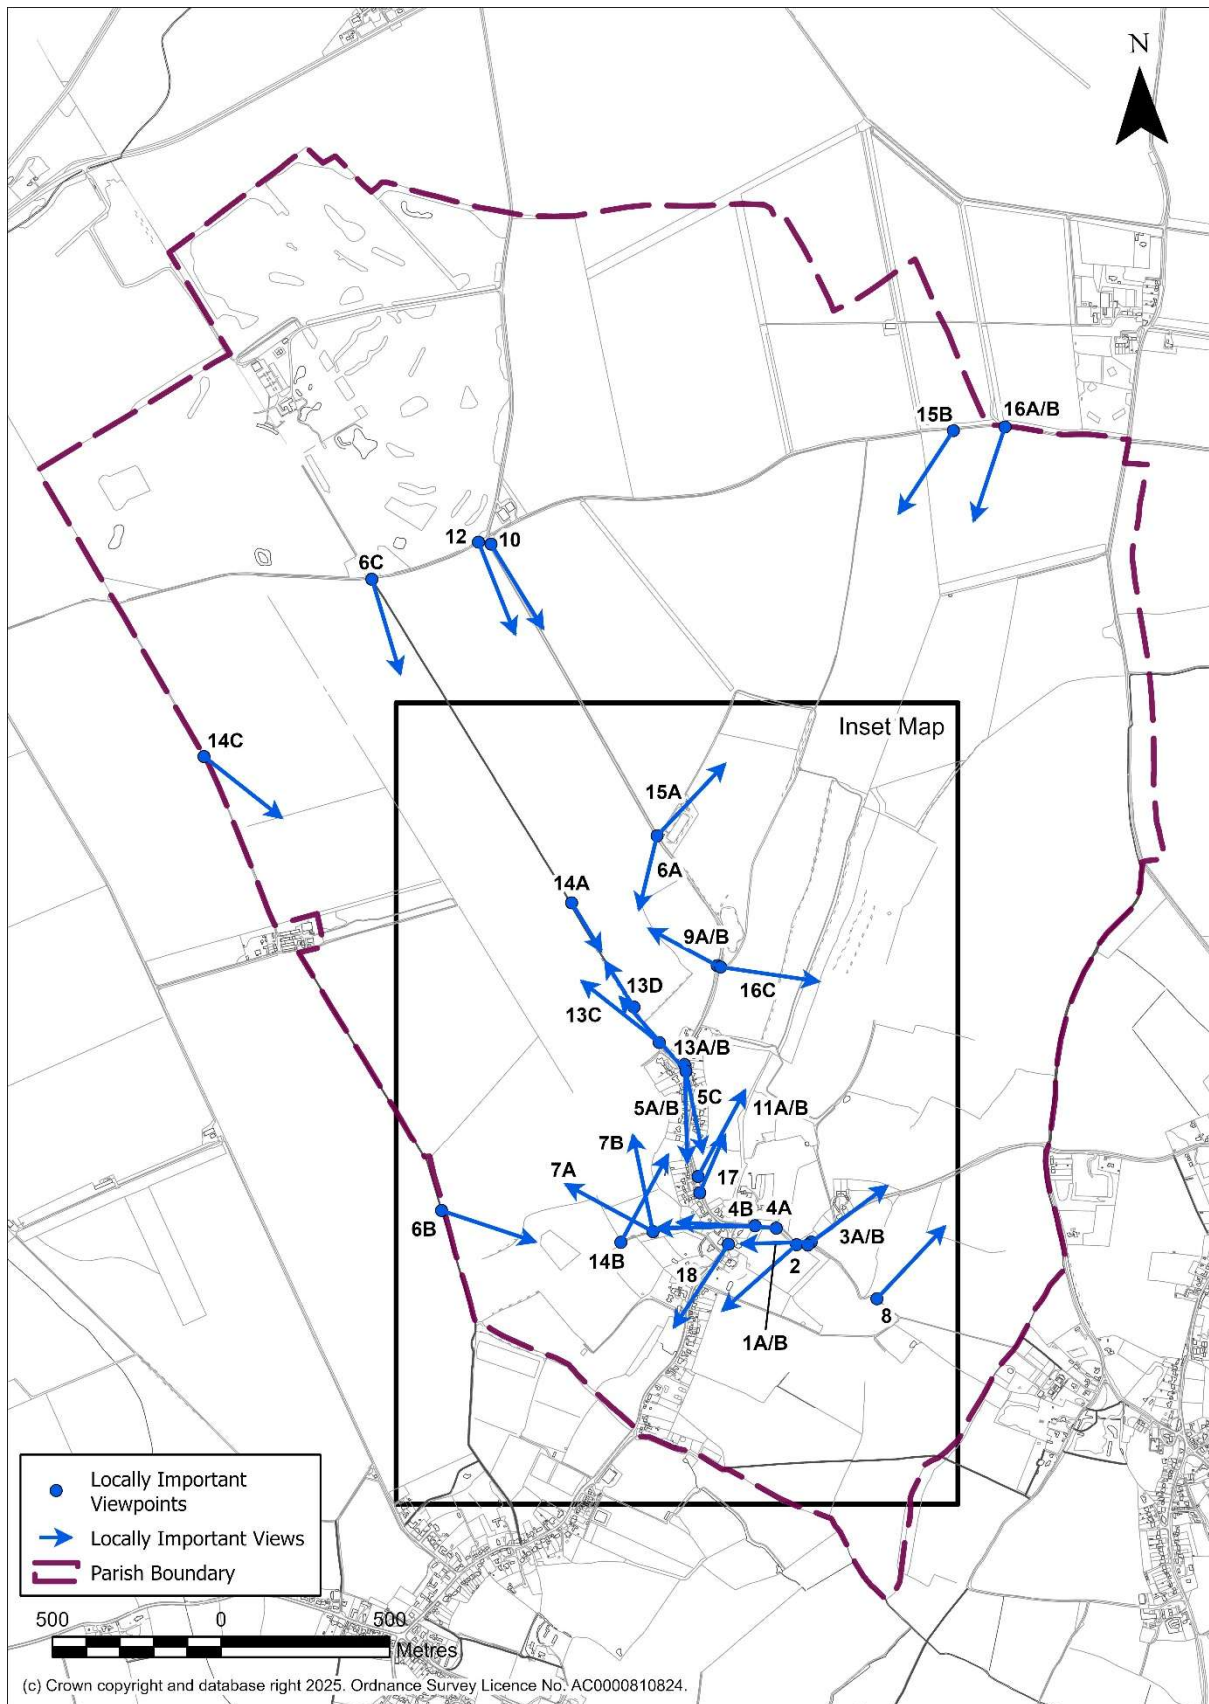 N
15B
16A/B
12
10
6C
Inset Map
14C
15A
6A
14A
9A/B
16C
13D
13C
13A/B
5C
5A/B
11A/B
7B
7A
17
4B
4A
6B
3A/B
14B
2
18
8
1A/B
Locally Important
Viewpoints
Locally Important Views
Parish Boundary
500 0 500
Metres
(c) Crown copyright and database right 2025. Ordnance Survey Licence No. AC0000810824.